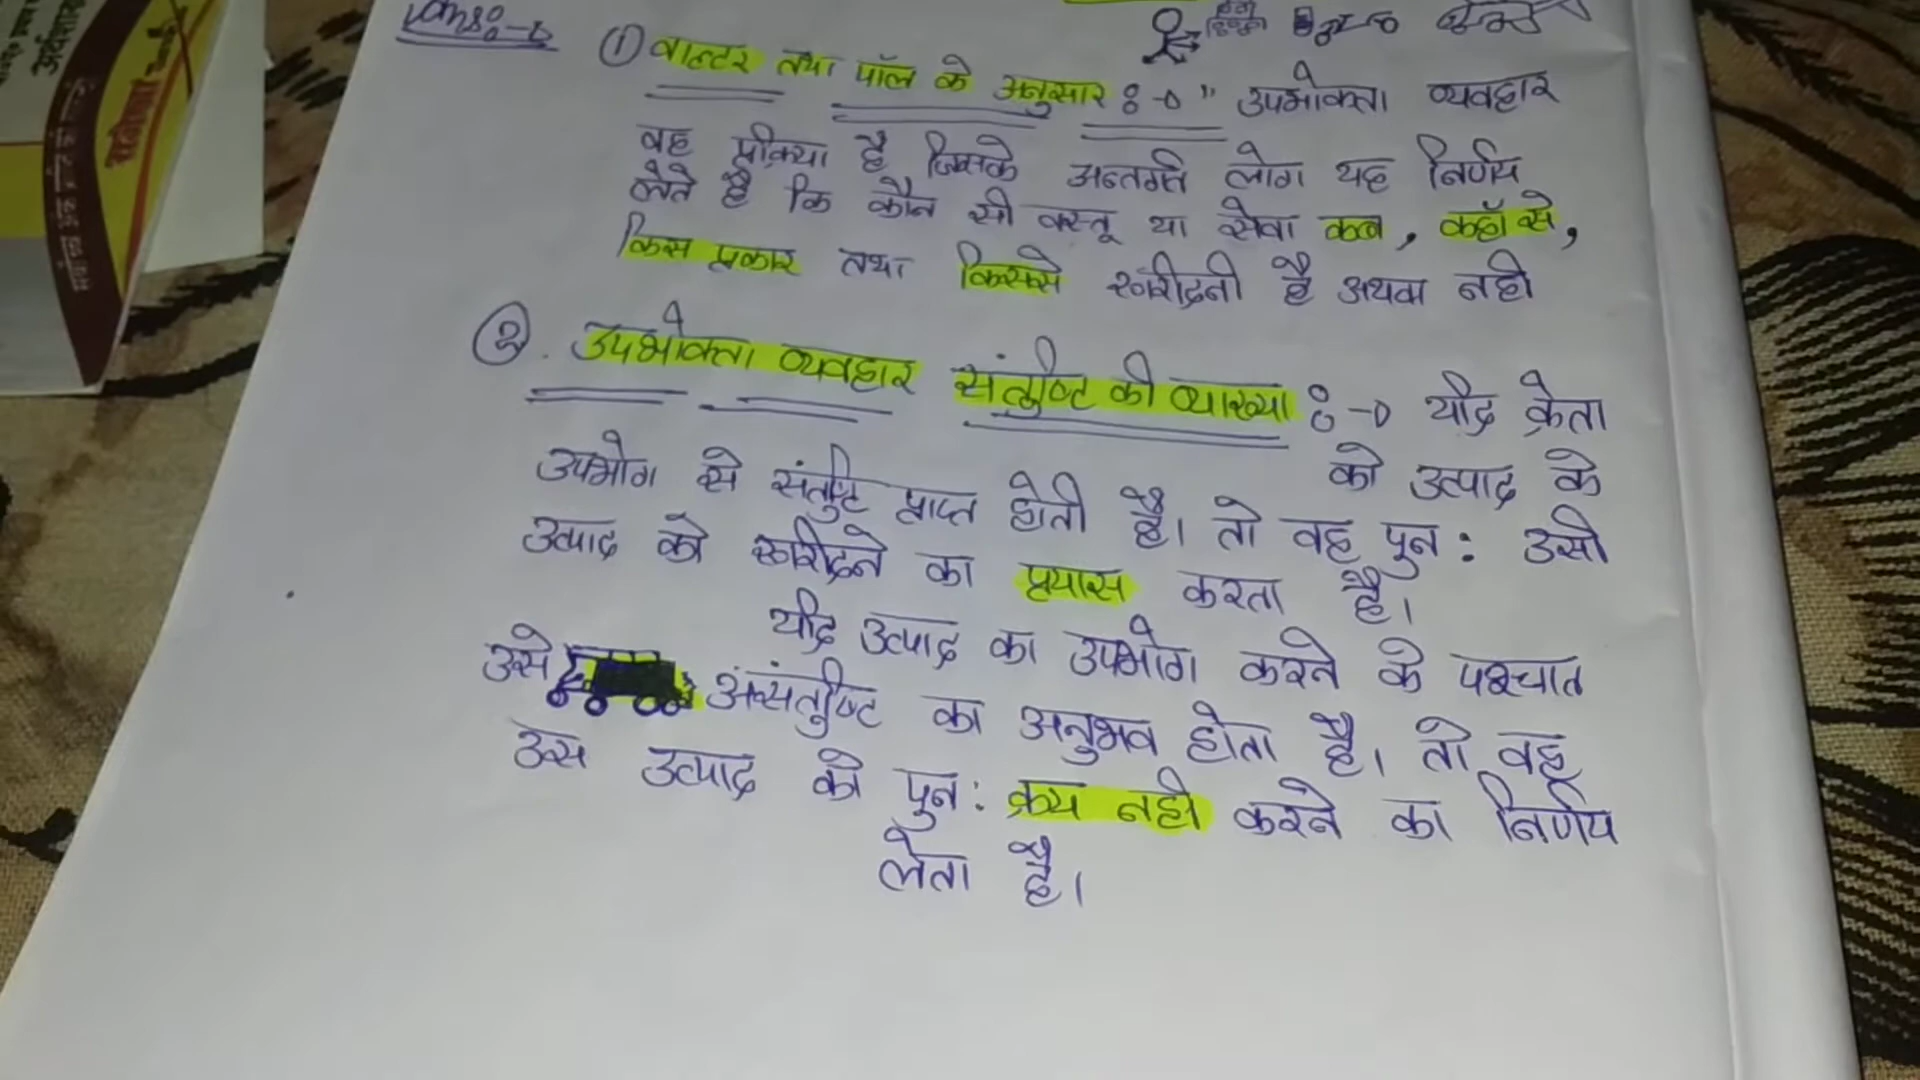 Ans:-
① वाल्टर तथा पॉल के अनुसार :- " उपभोक्ता व्यवहार
वह प्रक्रिया है जिसके अन्तर्गत लोग यह निर्णय
लेते है कि कौन सी वस्तू या सेवा कब, कहाँ से,
किस प्रकार तथा किससे खरीदनी है अथवा नही
②. उपभोक्ता व्यवहार संतुष्टि की व्याख्या :- यदि क्रेता
को उत्पाद के
उपभोग से संतुष्टि प्राप्त होती है। तो वह पुन: उसी
उत्पाद को खरीदने का प्रयास करता है।
यदि उत्पाद का उपभोग करने के पश्चात
उसे असंतुष्टि का अनुभव होता है। तो वह
उस उत्पाद को पुन: क्रय नही करने का निर्णय
लेता है।